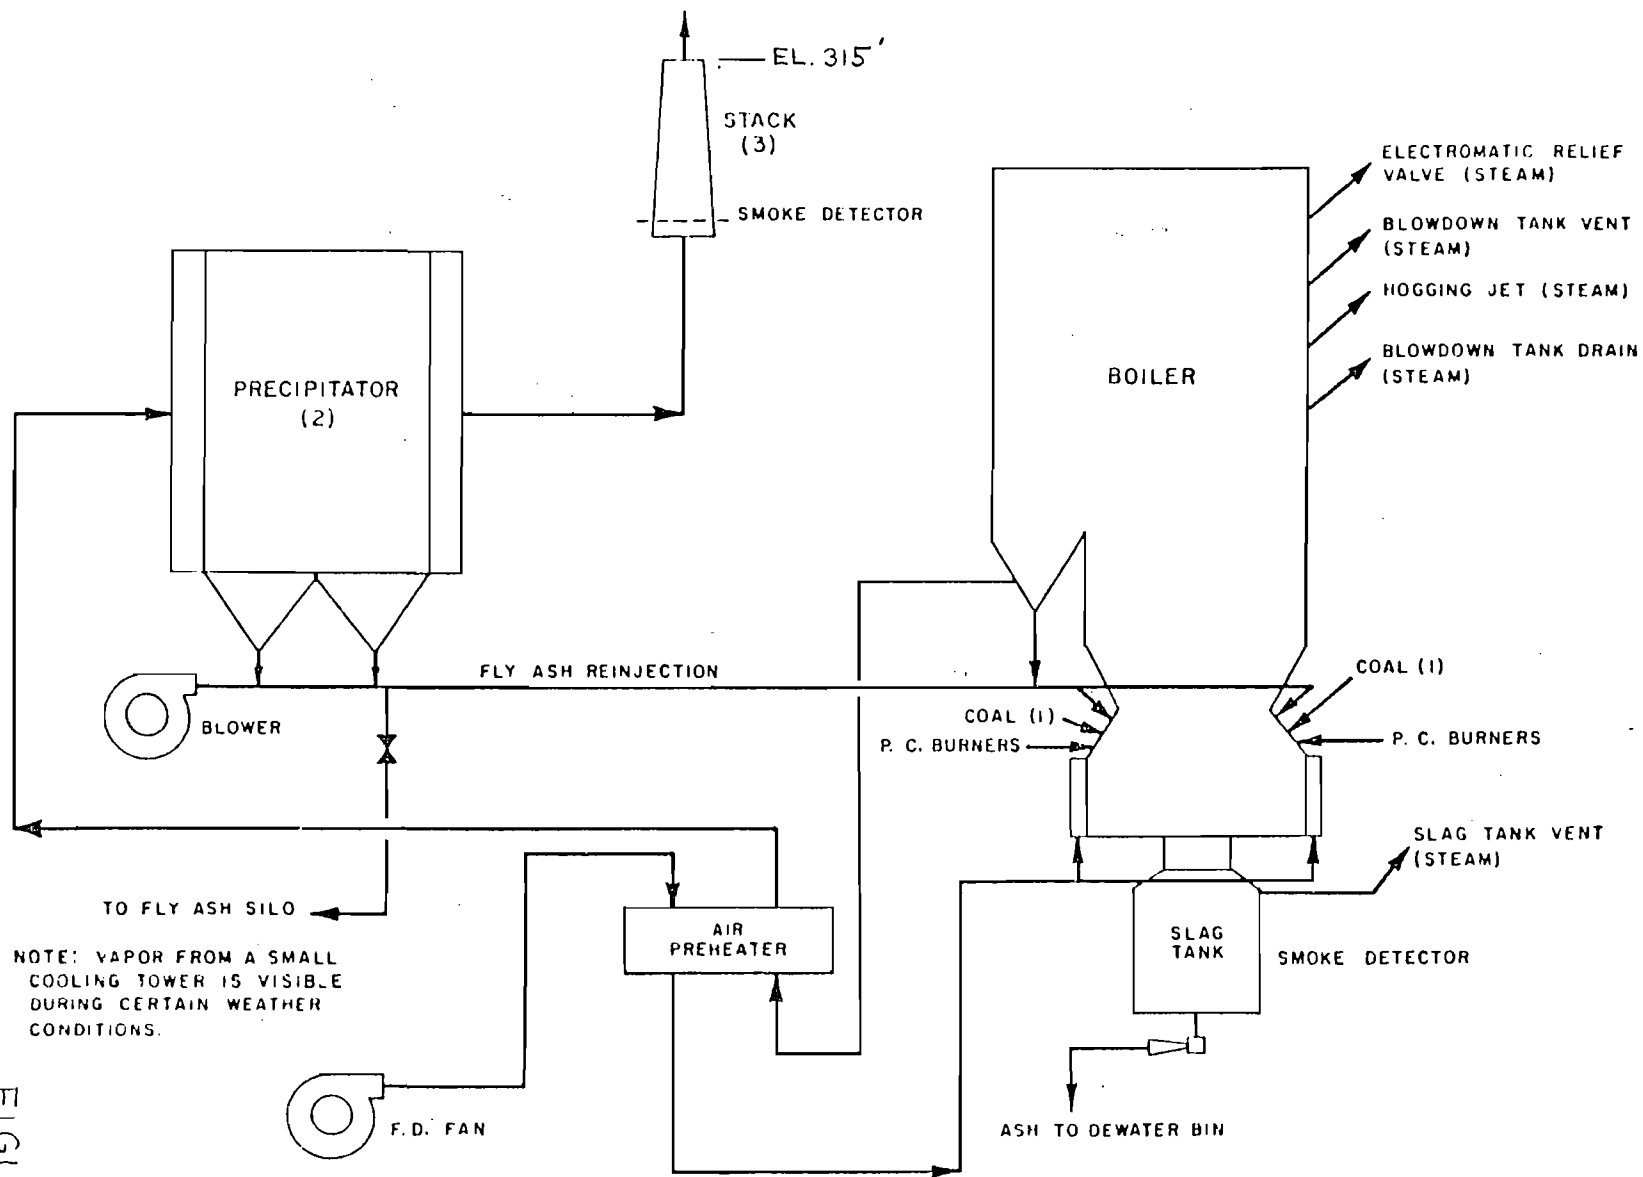 EL. 315'
STACK
(3)
SMOKE DETECTOR
ELECTROMATIC RELIEF
VALVE (STEAM)
BLOWDOWN TANK VENT
(STEAM)
HOGGING JET (STEAM)
BLOWDOWN TANK DRAIN
(STEAM)
PRECIPITATOR
(2)
BOILER
FLY ASH REINJECTION
COAL (1)
COAL (1)
P. C. BURNERS
P. C. BURNERS
BLOWER
SLAG TANK VENT
(STEAM)
TO FLY ASH SILO
AIR
PREHEATER
SLAG
TANK
SMOKE DETECTOR
NOTE: VAPOR FROM A SMALL
COOLING TOWER IS VISIBLE
DURING CERTAIN WEATHER
CONDITIONS.
F.D. FAN
ASH TO DEWATER BIN
FIG